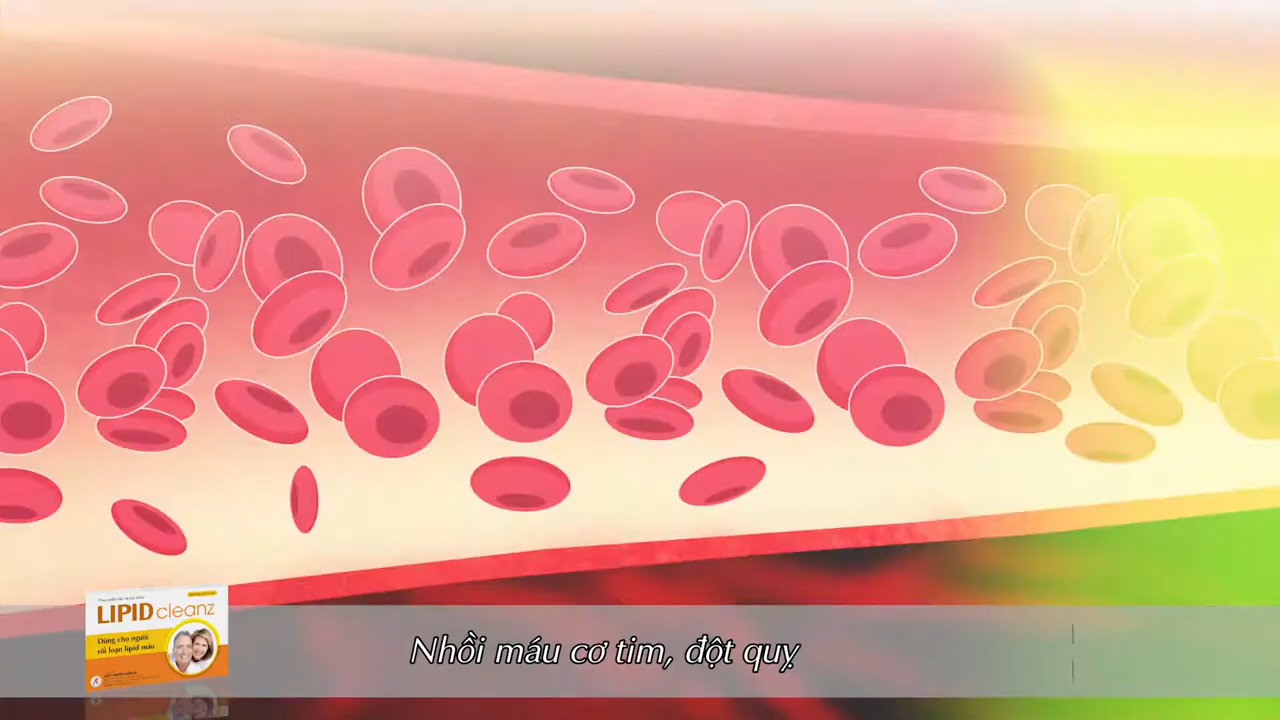 LIPID cleanz
Dùng cho người
rối loạn lipid máu
Nhồi máu cơ tim, đột quỵ